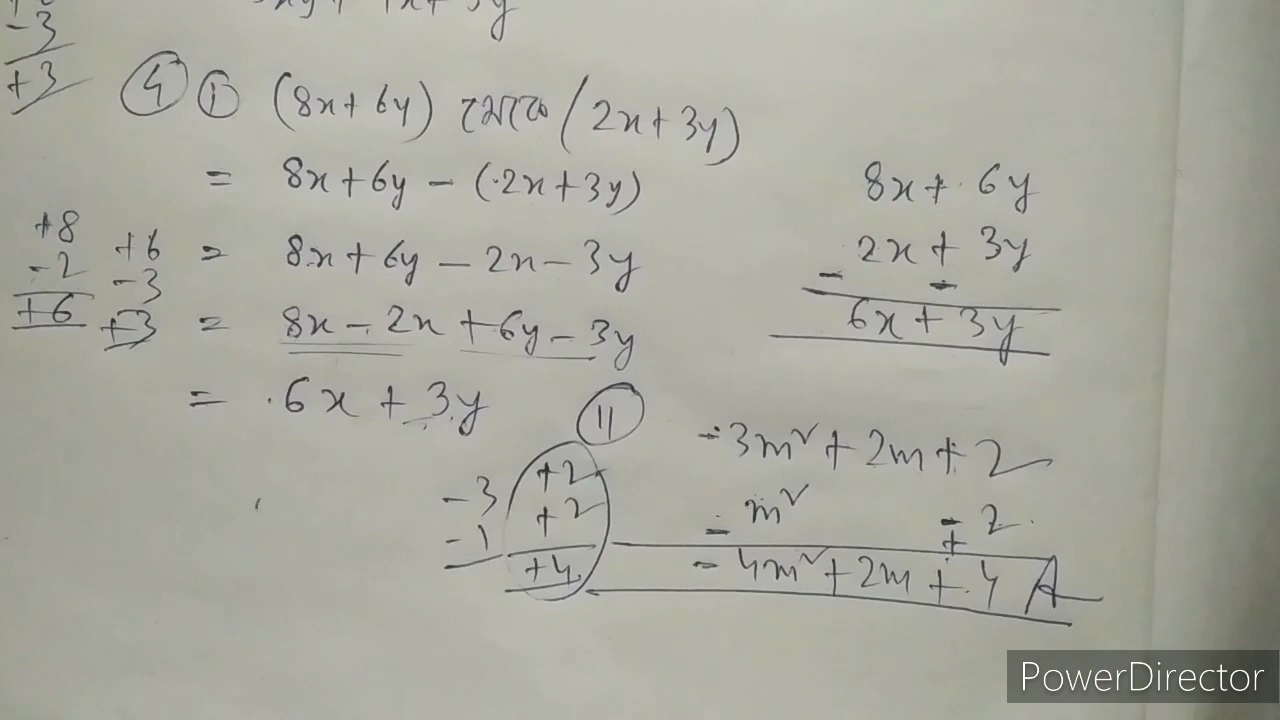 -3
+3
④ ① (8x+6y) থেকে (2x+3y)
= 8x+6y-(2x+3y)
= 8x+6y-2x-3y
= 8x-2x+6y-3y
= 6x+3y
+8
-2
+6
+6
-3
+3
8x+6y
2x+3y
- -
6x+3y
⑪
-3
-1
+2
+2
+4
-3m²+2m+2
m² -2
- +
-4m²+2m+4 A
PowerDirector